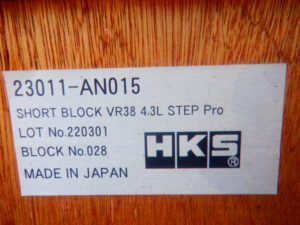 23011-AN015
SHORT BLOCK VR38 4.3L STEP Pro
LOT No.220301
BLOCK No.028
MADE IN JAPAN
HKS®